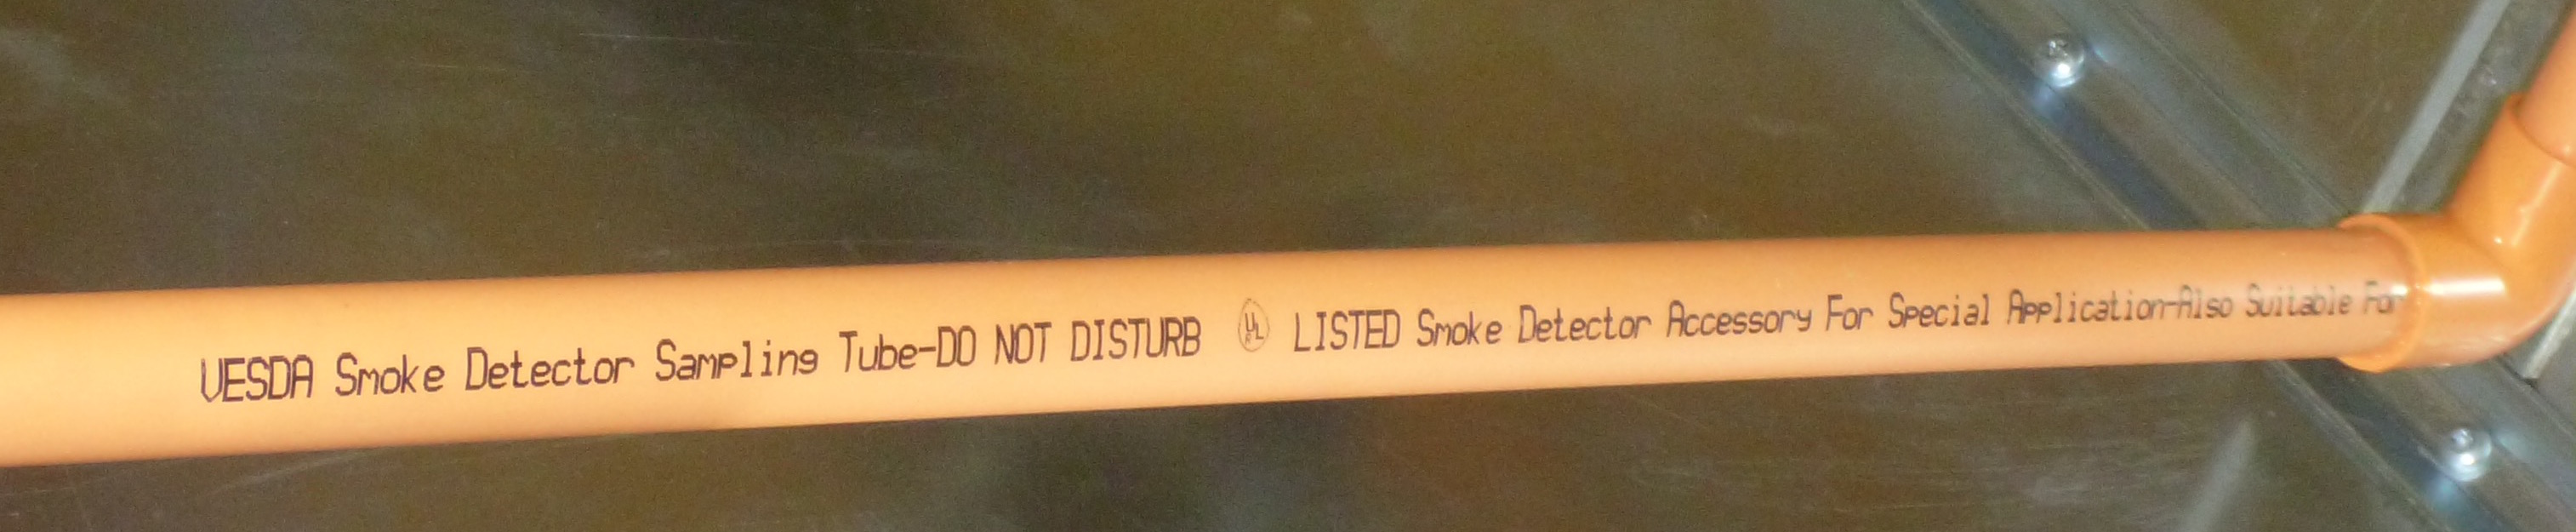 VESDA Smoke Detector Sampling Tube-DO NOT DISTURB UL LISTED Smoke Detector Accessory For Special Application-Also Suitable For